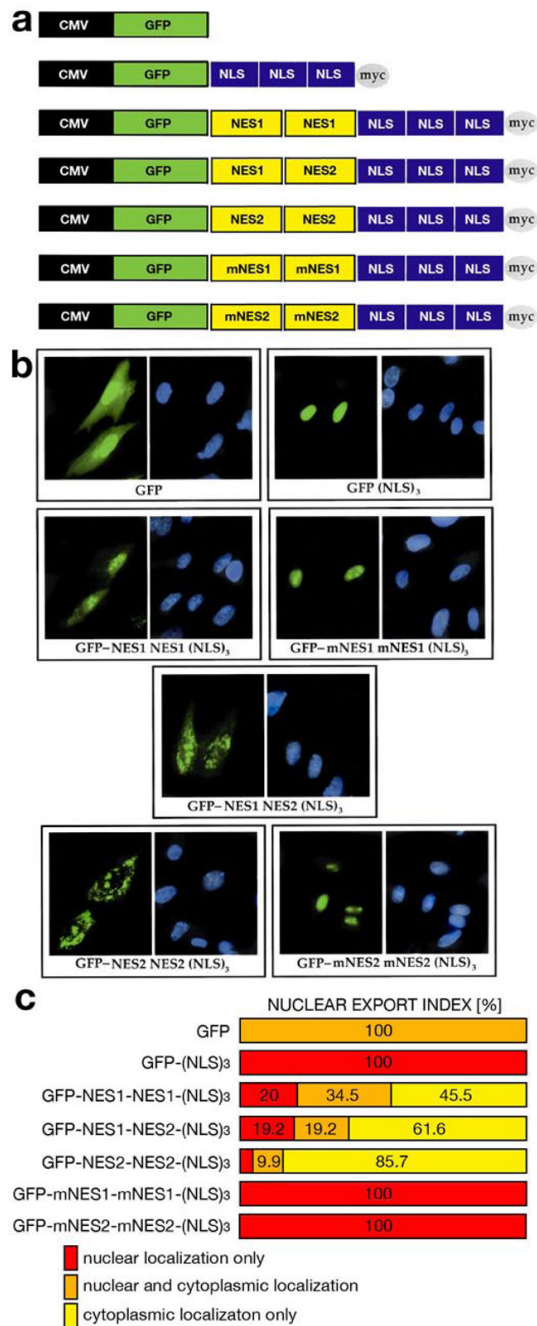 a
CMV GFP
CMV GFP NLS NLS NLS myc
CMV GFP NES1 NES1 NLS NLS NLS myc
CMV GFP NES1 NES2 NLS NLS NLS myc
CMV GFP NES2 NES2 NLS NLS NLS myc
CMV GFP mNES1 mNES1 NLS NLS NLS myc
CMV GFP mNES2 mNES2 NLS NLS NLS myc
b
GFP
GFP (NLS)₃
GFP–NES1 NES1 (NLS)₃
GFP–mNES1 mNES1 (NLS)₃
GFP–NES1 NES2 (NLS)₃
GFP–NES2 NES2 (NLS)₃
GFP–mNES2 mNES2 (NLS)₃
c
NUCLEAR EXPORT INDEX [%]
GFP 100
GFP-(NLS)₃ 100
GFP-NES1-NES1-(NLS)₃ 20 34.5 45.5
GFP-NES1-NES2-(NLS)₃ 19.2 19.2 61.6
GFP-NES2-NES2-(NLS)₃ 9.9 85.7
GFP-mNES1-mNES1-(NLS)₃ 100
GFP-mNES2-mNES2-(NLS)₃ 100
nuclear localization only
nuclear and cytoplasmic localization
cytoplasmic localizaton only